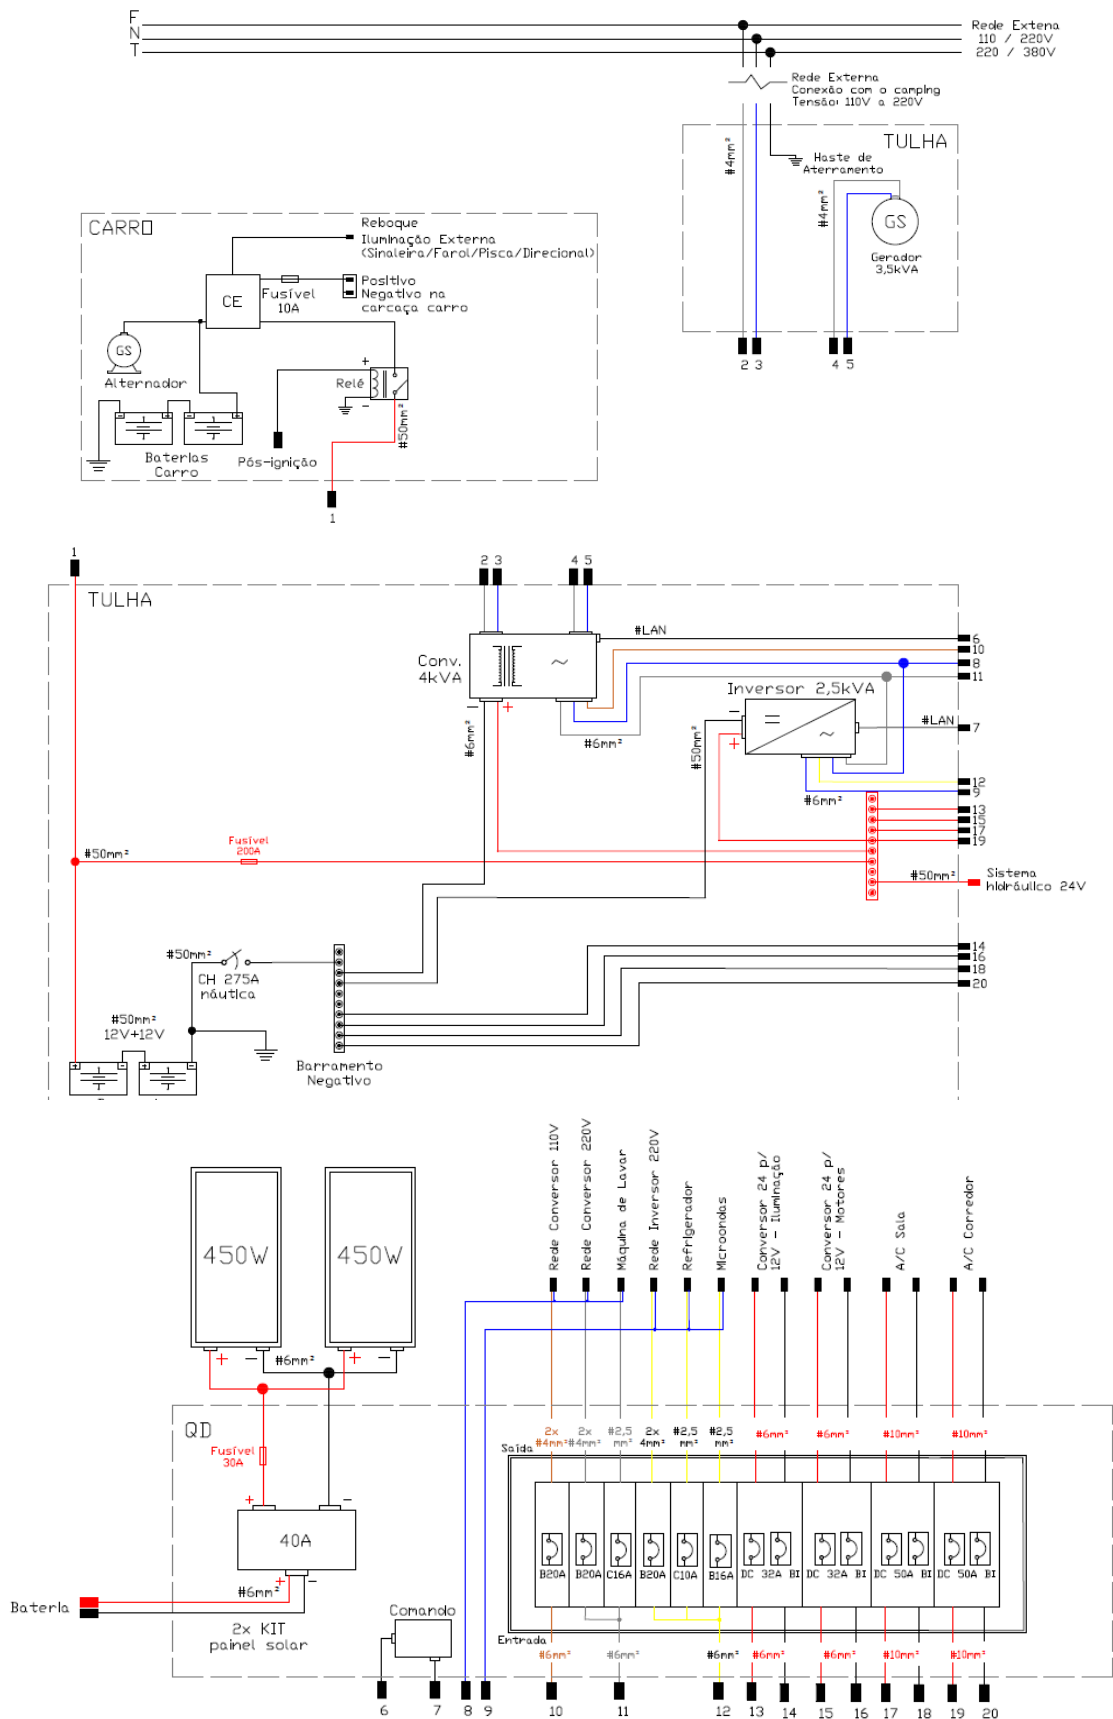 F
N
T
Rede Extena
110 / 220V
220 / 380V
Rede Externa
Conexão com o camping
Tensão: 110V a 220V
TULHA
#4mm²
Haste de
Aterramento
#4mm²
GS
Gerador
3,5kVA
2 3 4 5
CARRO
Reboque
Iluminação Externa
(Sinaleira/Farol/Pisca/Direcional)
CE
Fusível
10A
Positivo
Negativo na
carcaça carro
GS
Alternador
+
Relé
-
#50mm²
- + - +
Baterias
Carro
Pós-ignição
1
1
2 3 4 5
TULHA
#LAN
6
10
8
11
Conv.
4kVA
~
- +
#6mm²
#6mm²
Inversor 2,5kVA
-
+
=
~
#50mm²
#LAN
7
#6mm²
12
9
13
15
17
19
Fusível
200A
#50mm²
#50mm²
Sistema
hidráulico 24V
#50mm²
CH 275A
náutica
14
16
18
20
#50mm²
12V+12V
+ - + -
Barramento
Negativo
450W
450W
+ - + -
#6mm²
Rede Conversor 110V
Rede Conversor 220V
Máquina de Lavar
Rede Inversor 220V
Refrigerador
Microondas
Conversor 24 p/
12V - Iluminação
Conversor 24 p/
12V - Motores
A/C Sala
A/C Corredor
QD
Fusível
30A
+ -
40A
+ -
#6mm²
Bateria
2x KIT
painel solar
Comando
Saída
2x
#4mm²
2x
#4mm²
#2,5
mm²
2x
4mm²
#2,5
mm²
#2,5
mm²
#6mm²
#6mm²
#10mm²
#10mm²
B20A B20A C16A B20A C10A B16A DC 32A BI DC 32A BI DC 50A BI DC 50A BI
Entrada
#6mm² #6mm² #6mm² #6mm² #6mm² #10mm² #10mm²
6 7 8 9 10 11 12 13 14 15 16 17 18 19 20